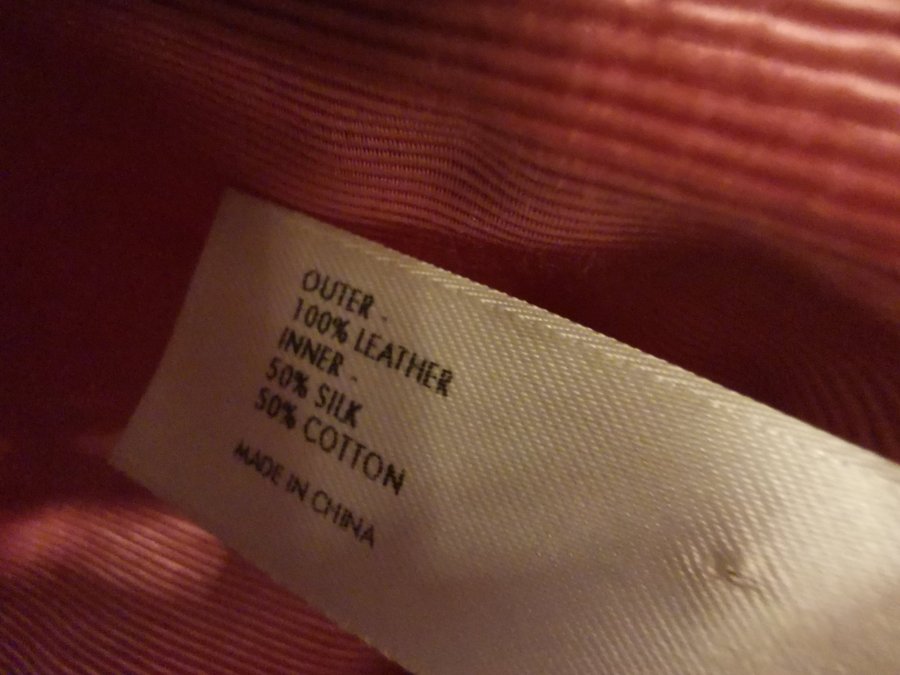 OUTER -
100% LEATHER
INNER -
50% SILK
50% COTTON
MADE IN CHINA